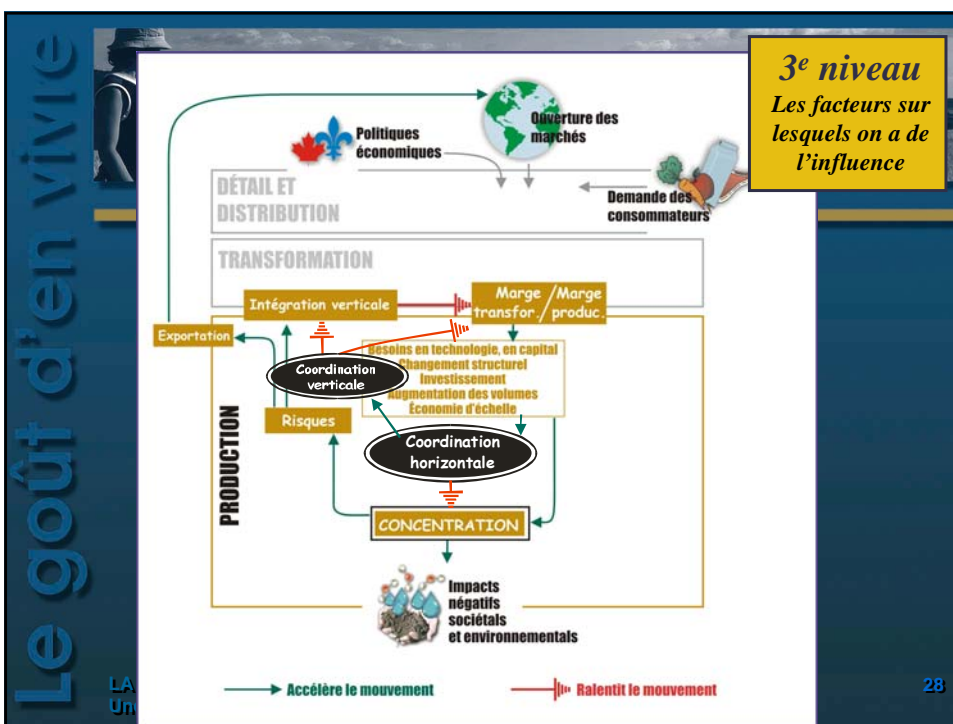 Le goût d'en vivre
3e niveau
Les facteurs sur
lesquels on a de
l'influence
Politiques
économiques
Ouverture des
marchés
DÉTAIL ET
DISTRIBUTION
Demande des
consommateurs
TRANSFORMATION
Intégration verticale
Marge /Marge
transfor./ produc.
Exportation
Besoins en technologie, en capital
Changement structurel
Investissement
Augmentation des volumes
Économie d'échelle
Coordination
verticale
Risques
Coordination
horizontale
PRODUCTION
CONCENTRATION
Impacts
négatifs
sociétals
et environnementals
Accélère le mouvement
Ralentit le mouvement
LA
28